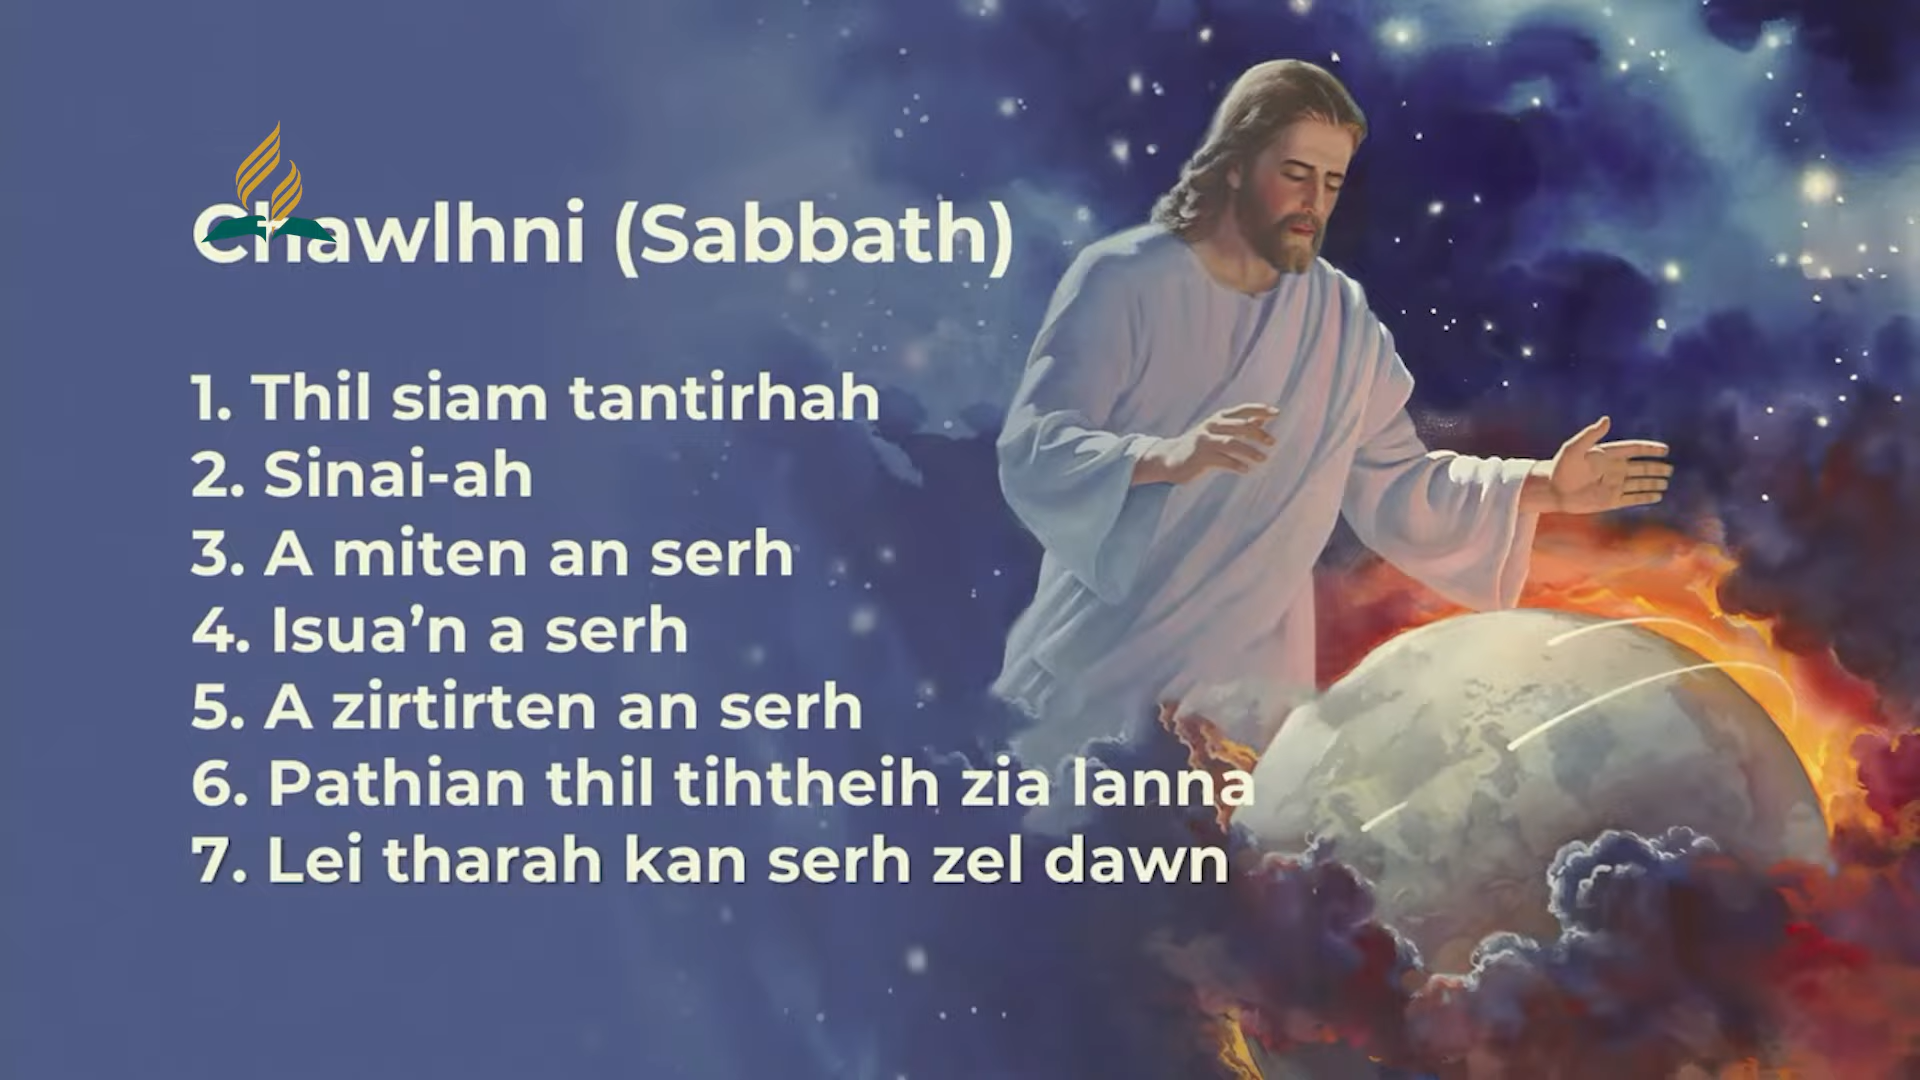 Chawlhni (Sabbath)
1. Thil siam tantirhah
2. Sinai-ah
3. A miten an serh
4. Isua’n a serh
5. A zirtirten an serh
6. Pathian thil tihtheih zia lanna
7. Lei tharah kan serh zel dawn